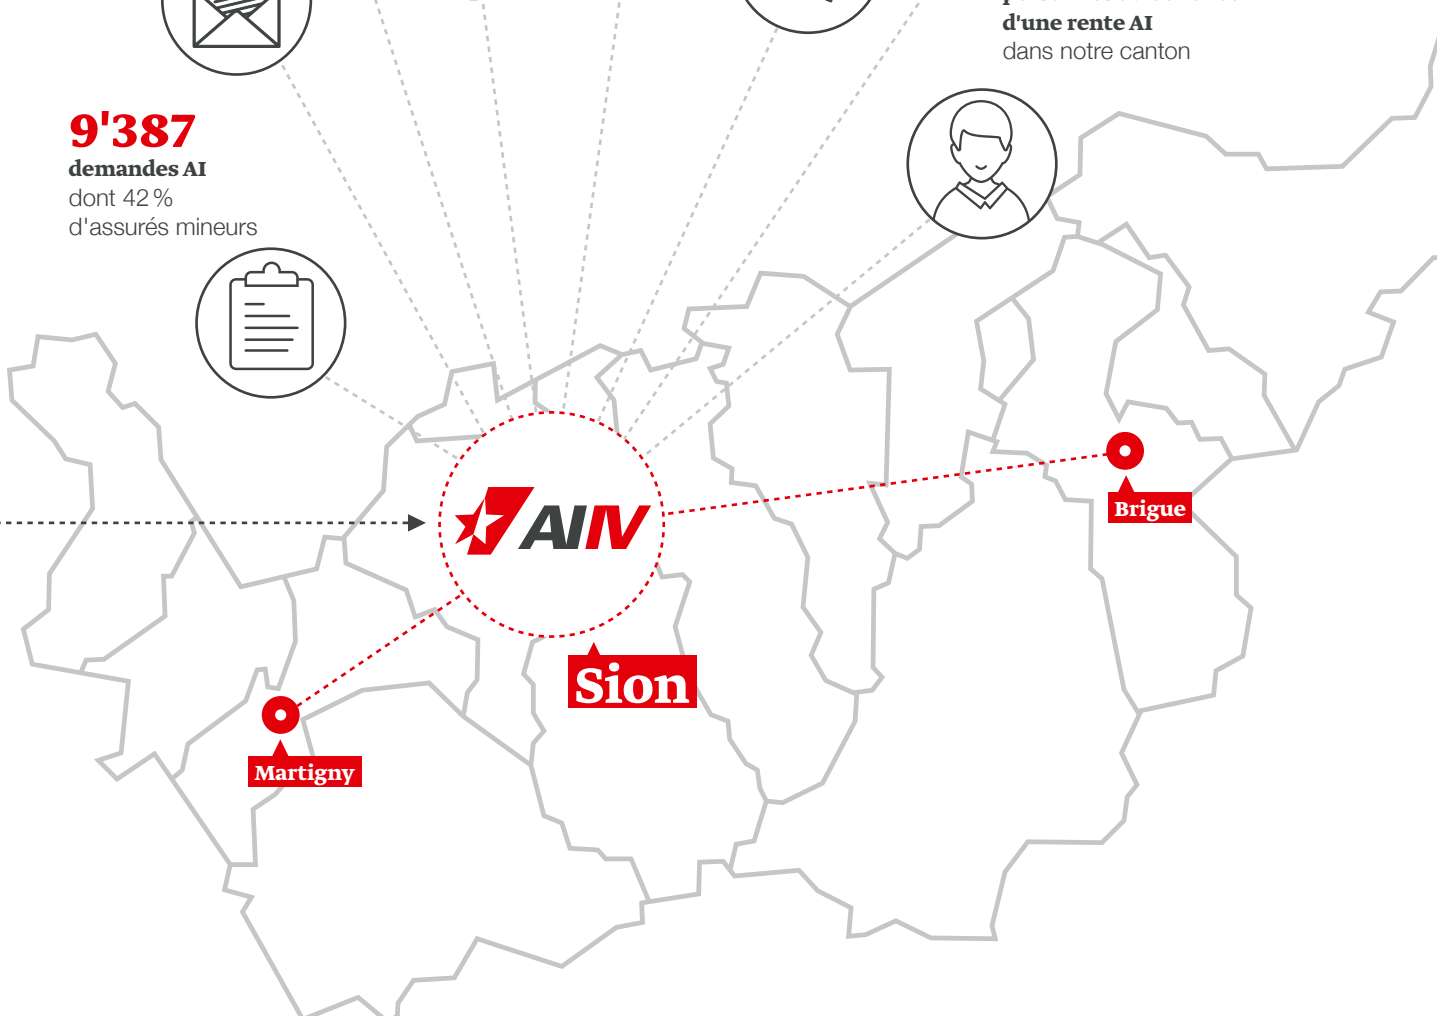 d'une rente AI
dans notre canton
9'387
demandes AI
dont 42 %
d'assurés mineurs
AIIV
Brigue
Sion
Martigny